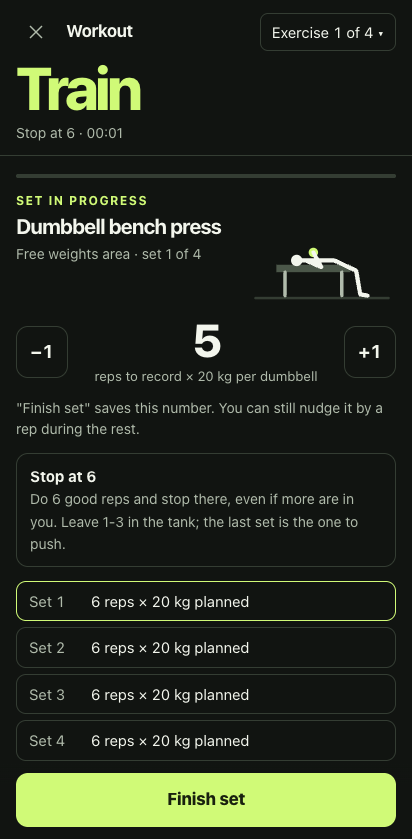 Workout
Exercise 1 of 4 ▾
Train
Stop at 6 · 00:01
SET IN PROGRESS
Dumbbell bench press
Free weights area · set 1 of 4
−1
5
+1
reps to record × 20 kg per dumbbell
"Finish set" saves this number. You can still nudge it by a
rep during the rest.
Stop at 6
Do 6 good reps and stop there, even if more are in
you. Leave 1-3 in the tank; the last set is the one to
push.
Set 1 6 reps × 20 kg planned
Set 2 6 reps × 20 kg planned
Set 3 6 reps × 20 kg planned
Set 4 6 reps × 20 kg planned
Finish set